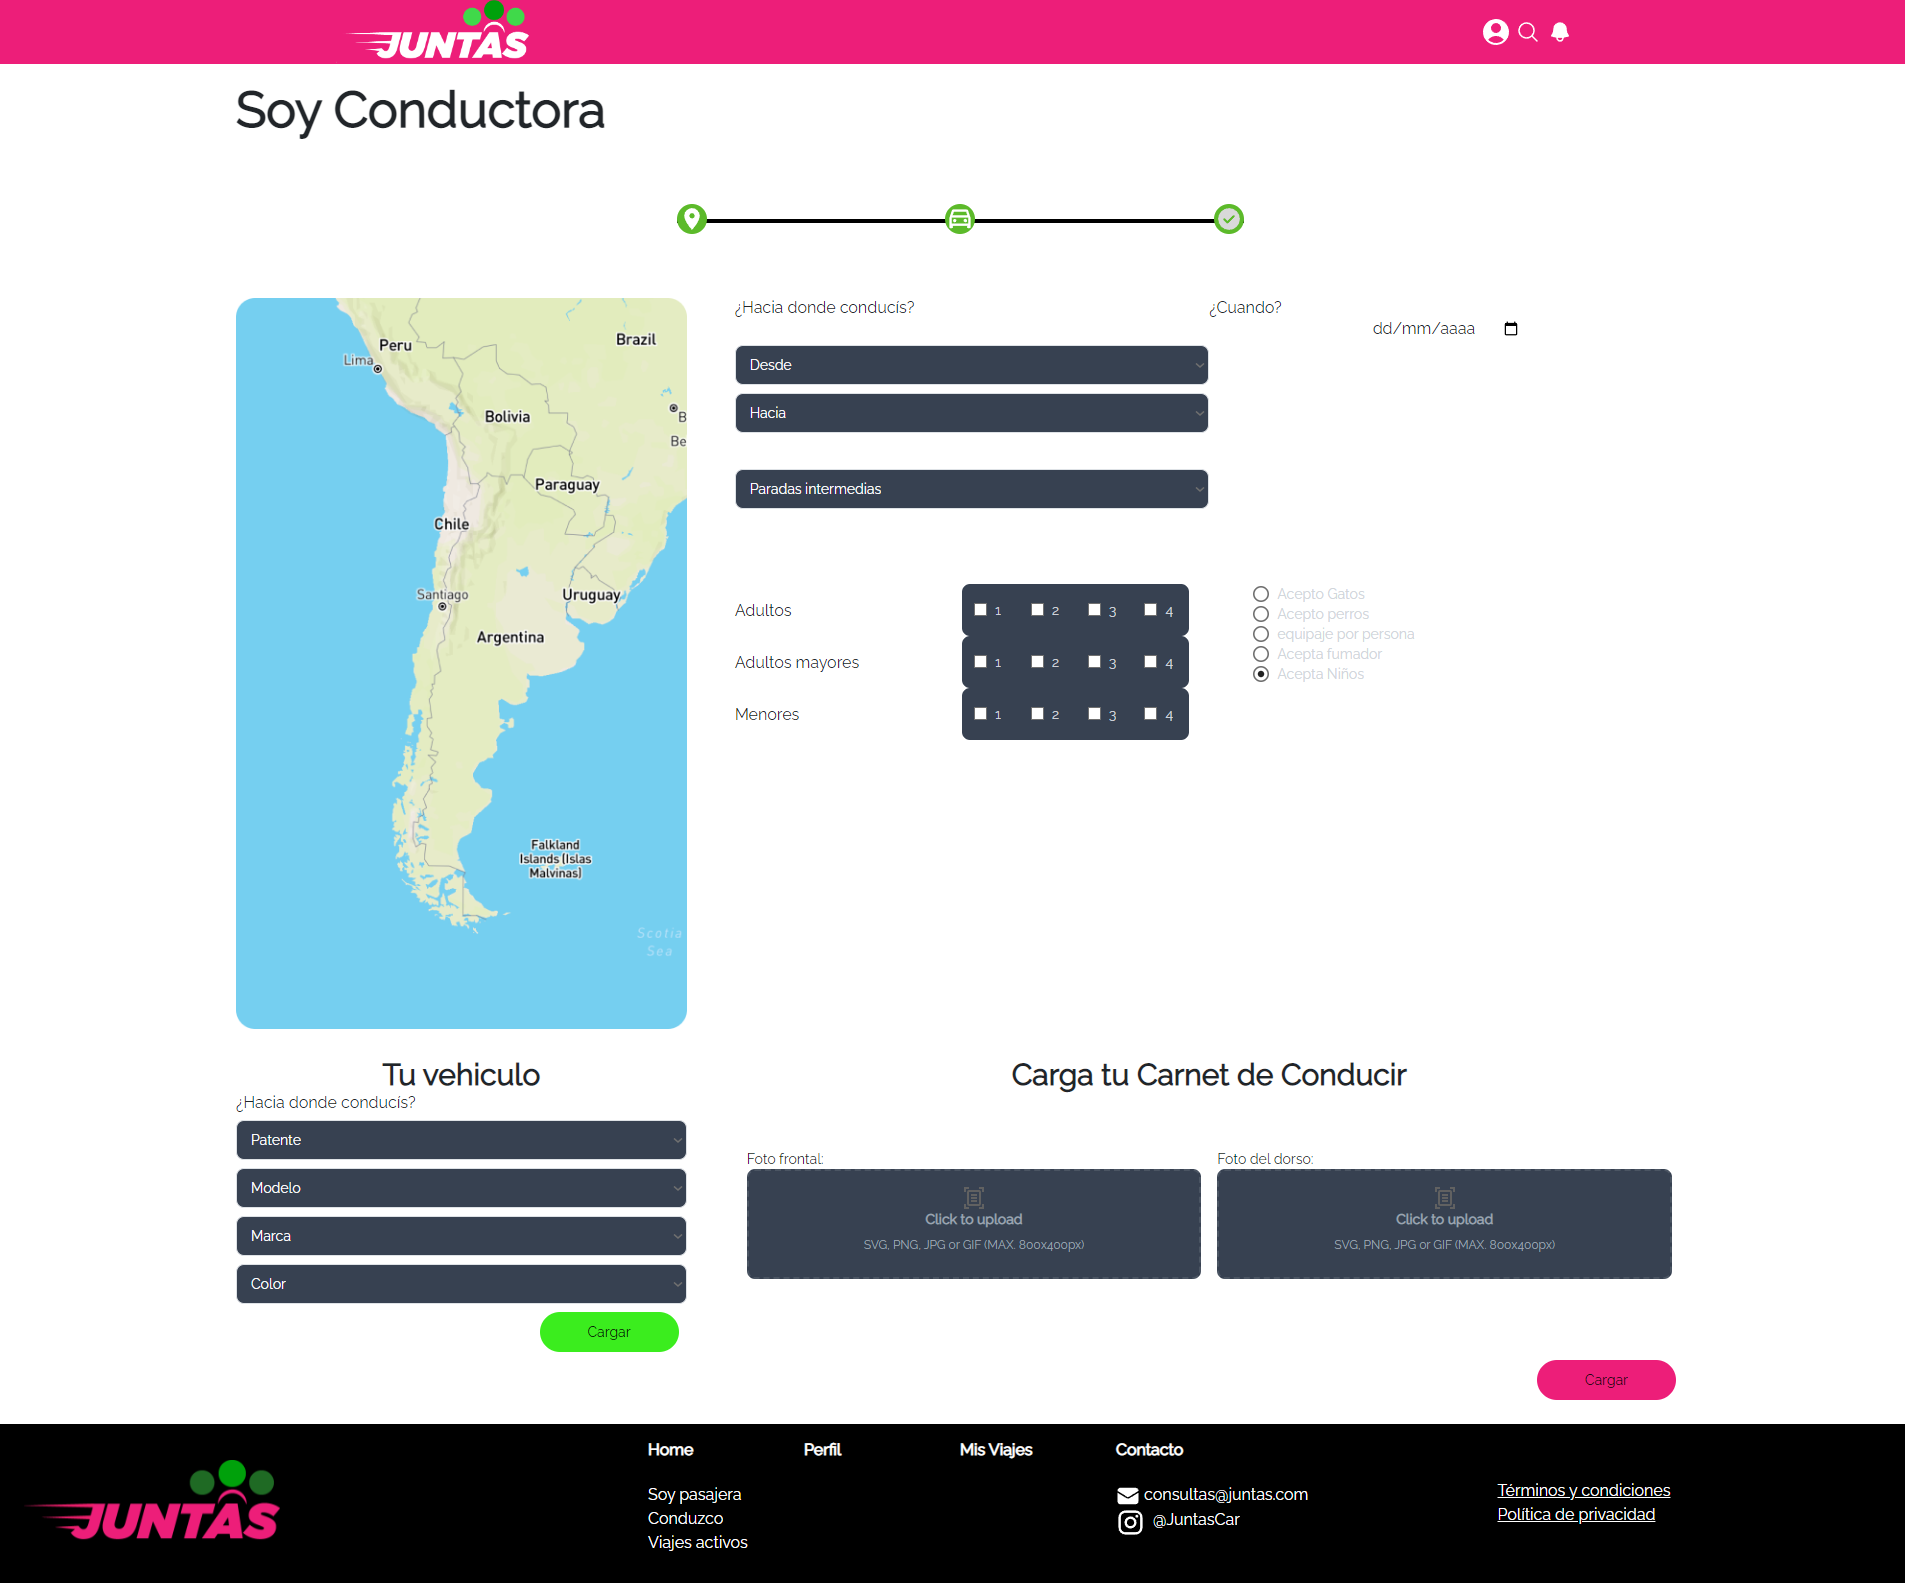 JUNTAS
Soy Conductora
Peru
Lima
Brazil
Bolivia
B
Be
Paraguay
Chile
Santiago
Uruguay
Argentina
Falkland
Islands (Islas
Malvinas)
Scotia
Sea
¿Hacia donde conducís?
¿Cuando?
dd/mm/aaaa
Desde
Hacia
Paradas intermedias
Adultos 1 2 3 4
Adultos mayores 1 2 3 4
Menores 1 2 3 4
Acepto Gatos
Acepto perros
equipaje por persona
Acepta fumador
Acepta Niños
Tu vehiculo
¿Hacia donde conducís?
Patente
Modelo
Marca
Color
Cargar
Carga tu Carnet de Conducir
Foto frontal:
Click to upload
SVG, PNG, JPG or GIF (MAX. 800x400px)
Foto del dorso:
Click to upload
SVG, PNG, JPG or GIF (MAX. 800x400px)
Cargar
JUNTAS
Home
Soy pasajera
Conduzco
Viajes activos
Perfil
Mis Viajes
Contacto
consultas@juntas.com
@JuntasCar
Términos y condiciones
Política de privacidad